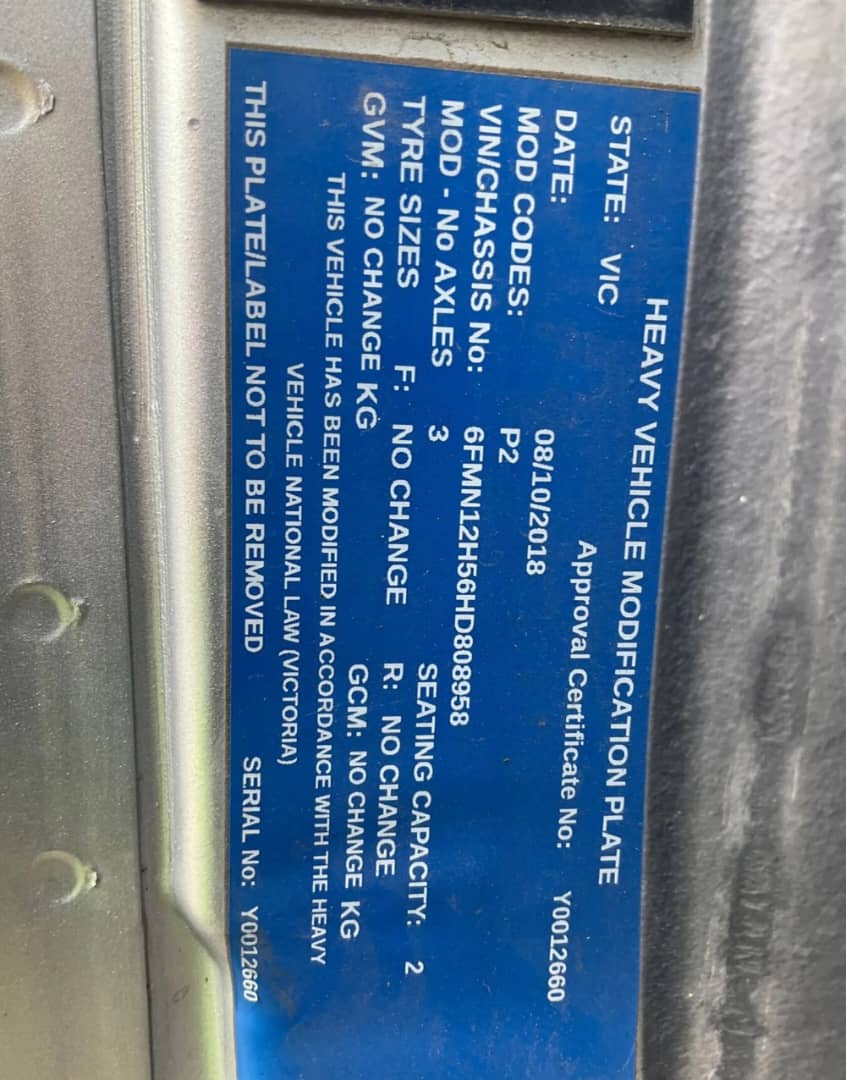 HEAVY VEHICLE MODIFICATION PLATE
STATE: VIC Approval Certificate No: Y0012660
DATE: 08/10/2018
MOD CODES: P2
VIN/CHASSIS No: 6FMN12H56HD808958
MOD - No AXLES 3 SEATING CAPACITY: 2
TYRE SIZES F: NO CHANGE R: NO CHANGE
GVM: NO CHANGE KG GCM: NO CHANGE KG
THIS VEHICLE HAS BEEN MODIFIED IN ACCORDANCE WITH THE HEAVY
VEHICLE NATIONAL LAW (VICTORIA)
THIS PLATE/LABEL NOT TO BE REMOVED SERIAL No: Y0012660